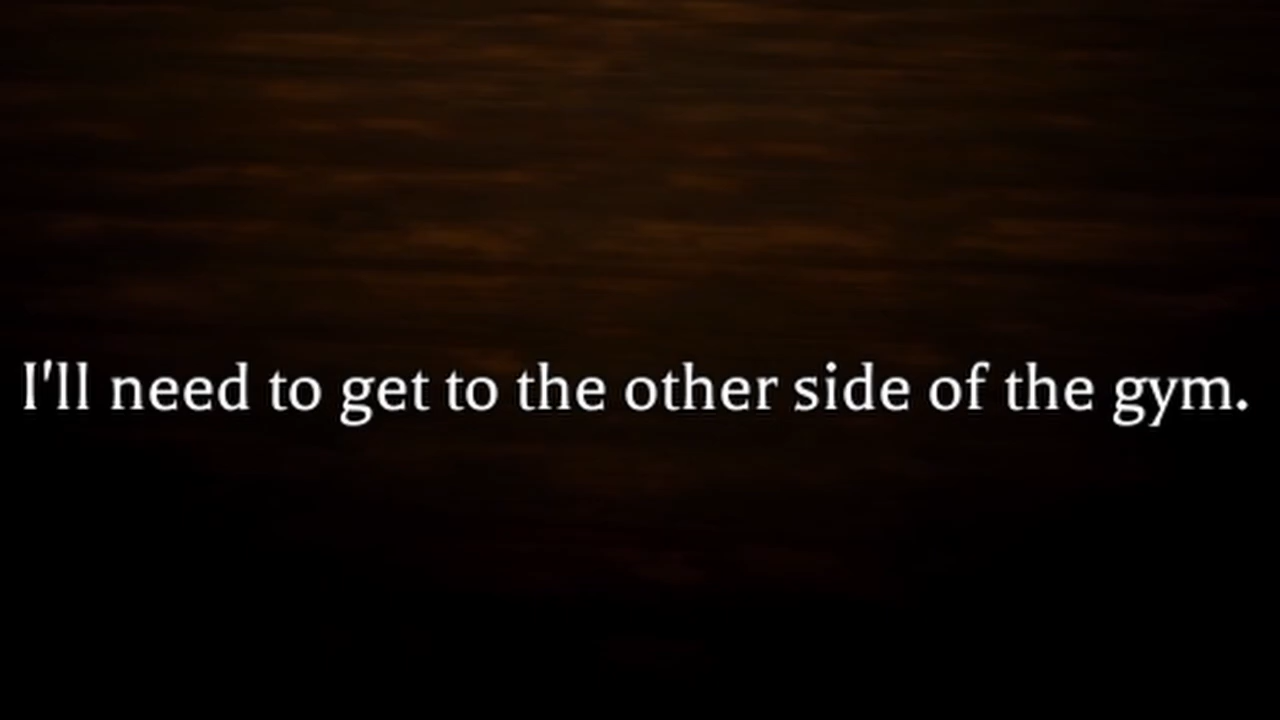 I'll need to get to the other side of the gym.